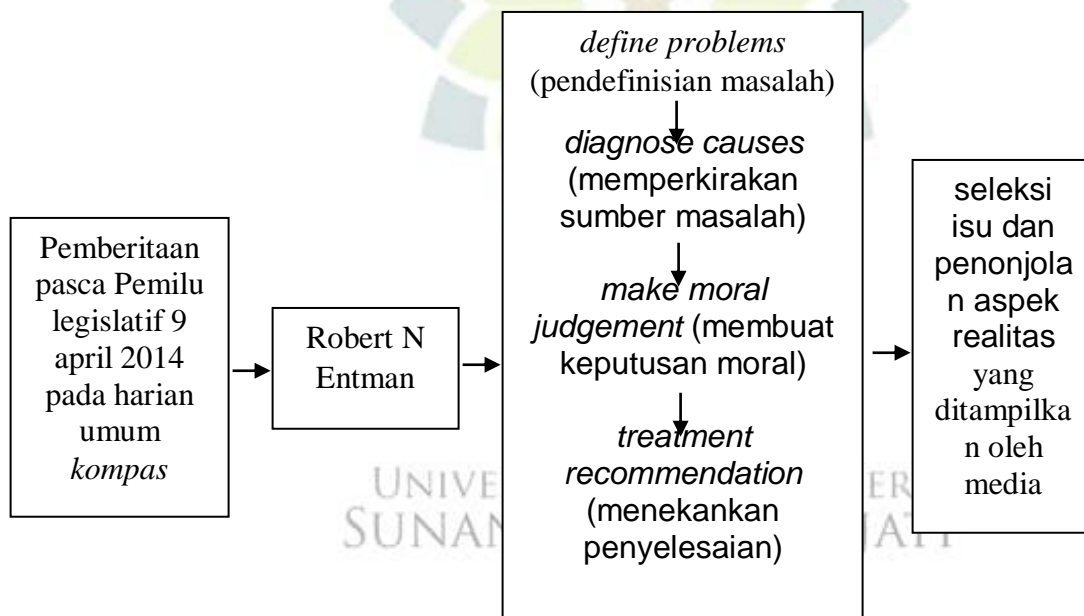 Pemberitaan
pasca Pemilu
legislatif 9
april 2014
pada harian
umum
kompas
Robert N
Entman
define problems
(pendefinisian masalah)
diagnose causes
(memperkirakan
sumber masalah)
make moral
judgement (membuat
keputusan moral)
treatment
recommendation
(menekankan
penyelesaian)
seleksi
isu dan
penonjola
n aspek
realitas
yang
ditampilka
n oleh
media
UNIVE ER
SUNAN JATI